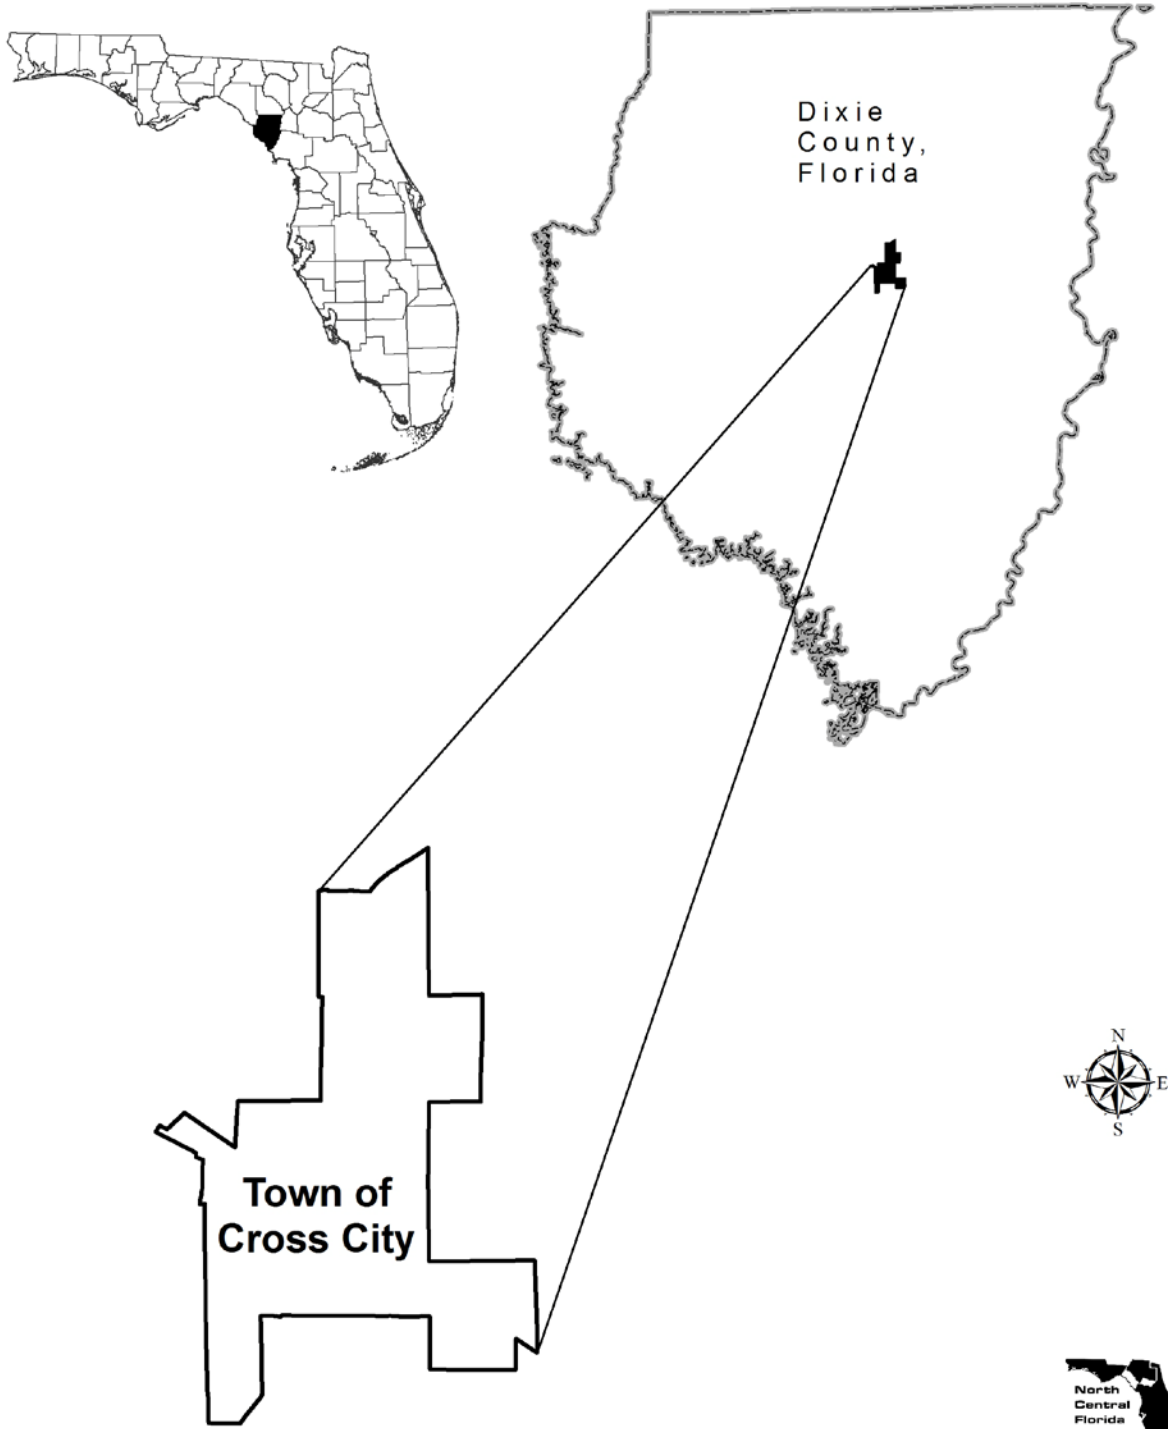 Dixie
County,
Florida
N
W E
S
Town of
Cross City
North
Central
Florida